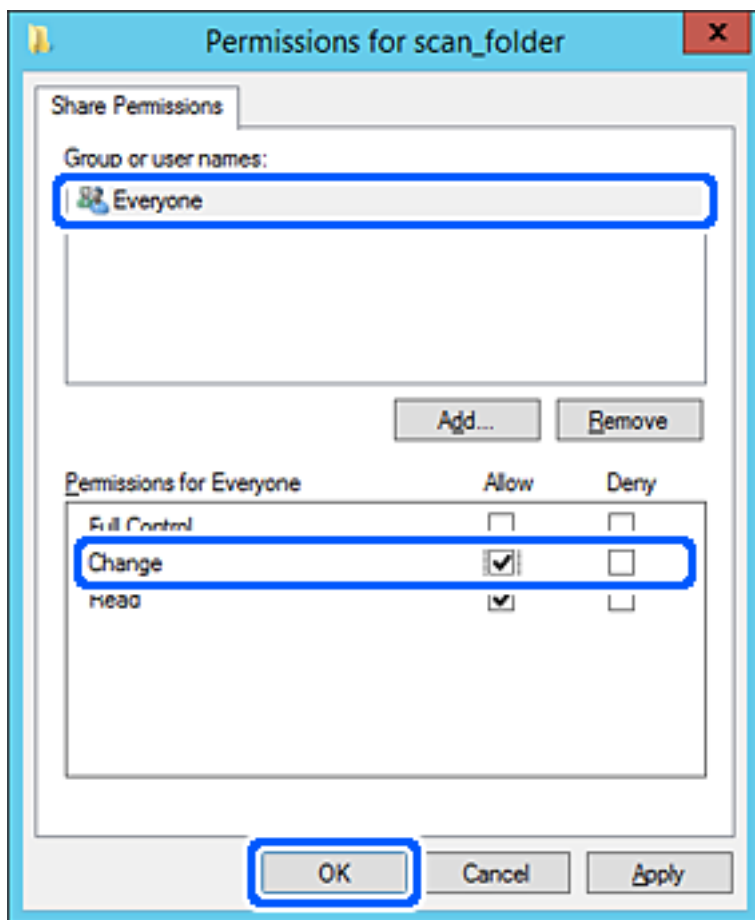 Permissions for scan_folder
x
Share Permissions
Group or user names:
Everyone
Add... Remove
Permissions for Everyone Allow Deny
Full Control
Change
Read
OK Cancel Apply